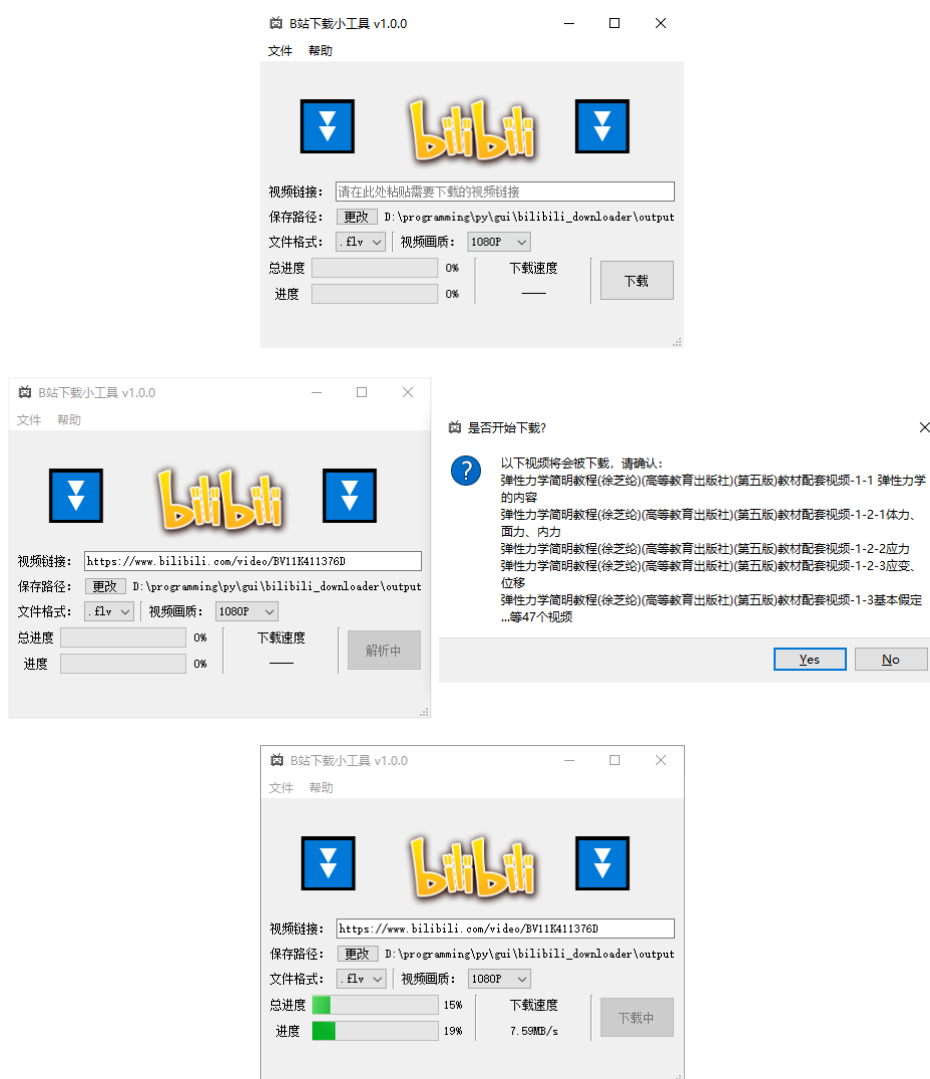 B站下载小工具 v1.0.0
文件 帮助
bilibili
视频链接： 请在此处粘贴需要下载的视频链接
保存路径： 更改 D:\programming\py\gui\bilibili_downloader\output
文件格式： .flv 视频画质： 1080P
总进度 0% 下载速度
进度 0% —— 下载
B站下载小工具 v1.0.0
文件 帮助
bilibili
视频链接： https://www.bilibili.com/video/BV11K411376D
保存路径： 更改 D:\programming\py\gui\bilibili_downloader\output
文件格式： .flv 视频画质： 1080P
总进度 0% 下载速度
进度 0% —— 解析中
是否开始下载?
以下视频将会被下载，请确认：
弹性力学简明教程(徐芝纶)(高等教育出版社)(第五版)教材配套视频-1-1 弹性力学
的内容
弹性力学简明教程(徐芝纶)(高等教育出版社)(第五版)教材配套视频-1-2-1体力、
面力、内力
弹性力学简明教程(徐芝纶)(高等教育出版社)(第五版)教材配套视频-1-2-2应力
弹性力学简明教程(徐芝纶)(高等教育出版社)(第五版)教材配套视频-1-2-3应变、
位移
弹性力学简明教程(徐芝纶)(高等教育出版社)(第五版)教材配套视频-1-3基本假定
...等47个视频
Yes No
B站下载小工具 v1.0.0
文件 帮助
bilibili
视频链接： https://www.bilibili.com/video/BV11K411376D
保存路径： 更改 D:\programming\py\gui\bilibili_downloader\output
文件格式： .flv 视频画质： 1080P
总进度 15% 下载速度
进度 19% 7.59MB/s 下载中